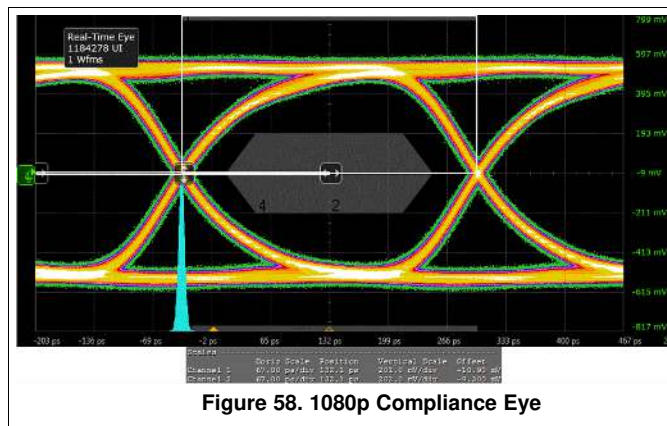 799 mV
Real-Time Eye
1184278 UI
1 Wfms
597 mV
395 mV
193 mV
-9 mV
4 2
-211 mV
-413 mV
-615 mV
-817 mV
-203 ps -136 ps -69 ps -2 ps 65 ps 132 ps 199 ps 266 ps 333 ps 400 ps 467 ps
Scales
Horiz Scale Position Vertical Scale Offset
Channel 1 67.00 ps/div 132.1 ps 201.0 mV/div -10.90 mV
67.00 ps/div 132.1 ps 202.0 mV/div
Figure 58. 1080p Compliance Eye